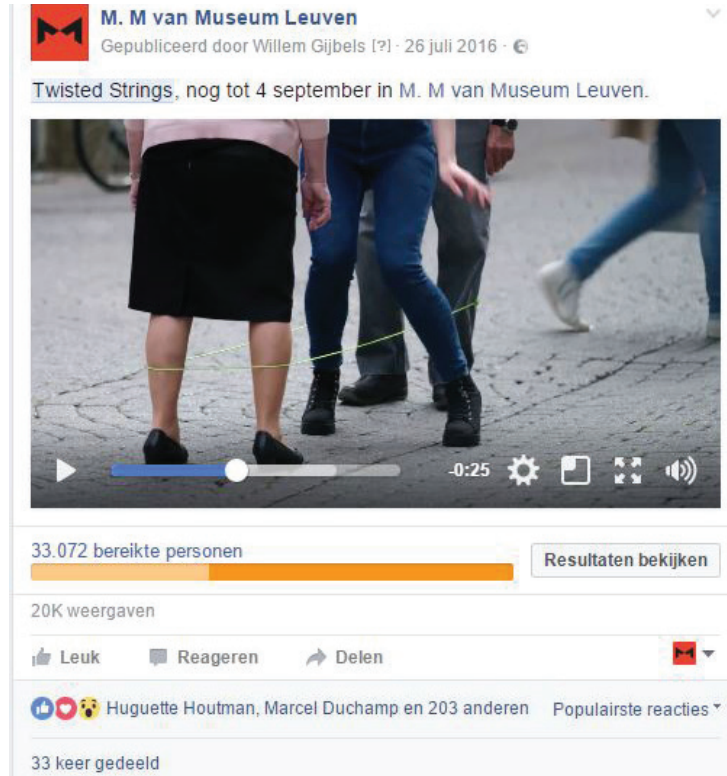 M. M van Museum Leuven
Gepubliceerd door Willem Gijbels [?] · 26 juli 2016 ·
Twisted Strings, nog tot 4 september in M. M van Museum Leuven.
-0:25
33.072 bereikte personen
Resultaten bekijken
20K weergaven
Leuk Reageren Delen
Huguette Houtman, Marcel Duchamp en 203 anderen Populairste reacties
33 keer gedeeld